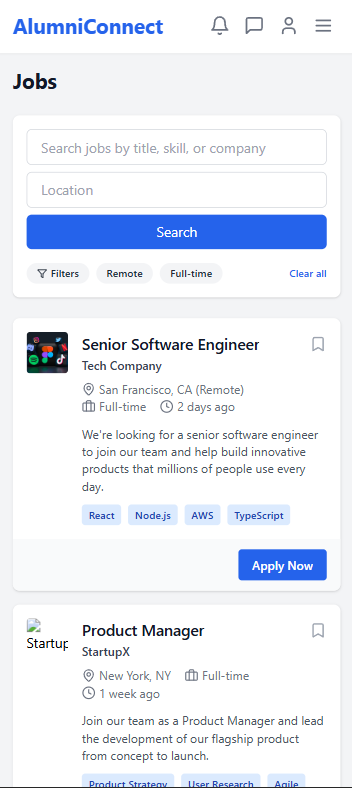 AlumniConnect
Jobs
Search jobs by title, skill, or company
Location
Search
Filters Remote Full-time Clear all
Senior Software Engineer
Tech Company
San Francisco, CA (Remote)
Full-time 2 days ago
We're looking for a senior software engineer
to join our team and help build innovative
products that millions of people use every
day.
React Node.js AWS TypeScript
Apply Now
Startup
Product Manager
StartupX
New York, NY Full-time
1 week ago
Join our team as a Product Manager and lead
the development of our flagship product
from concept to launch.
Product Strategy User Research Agile